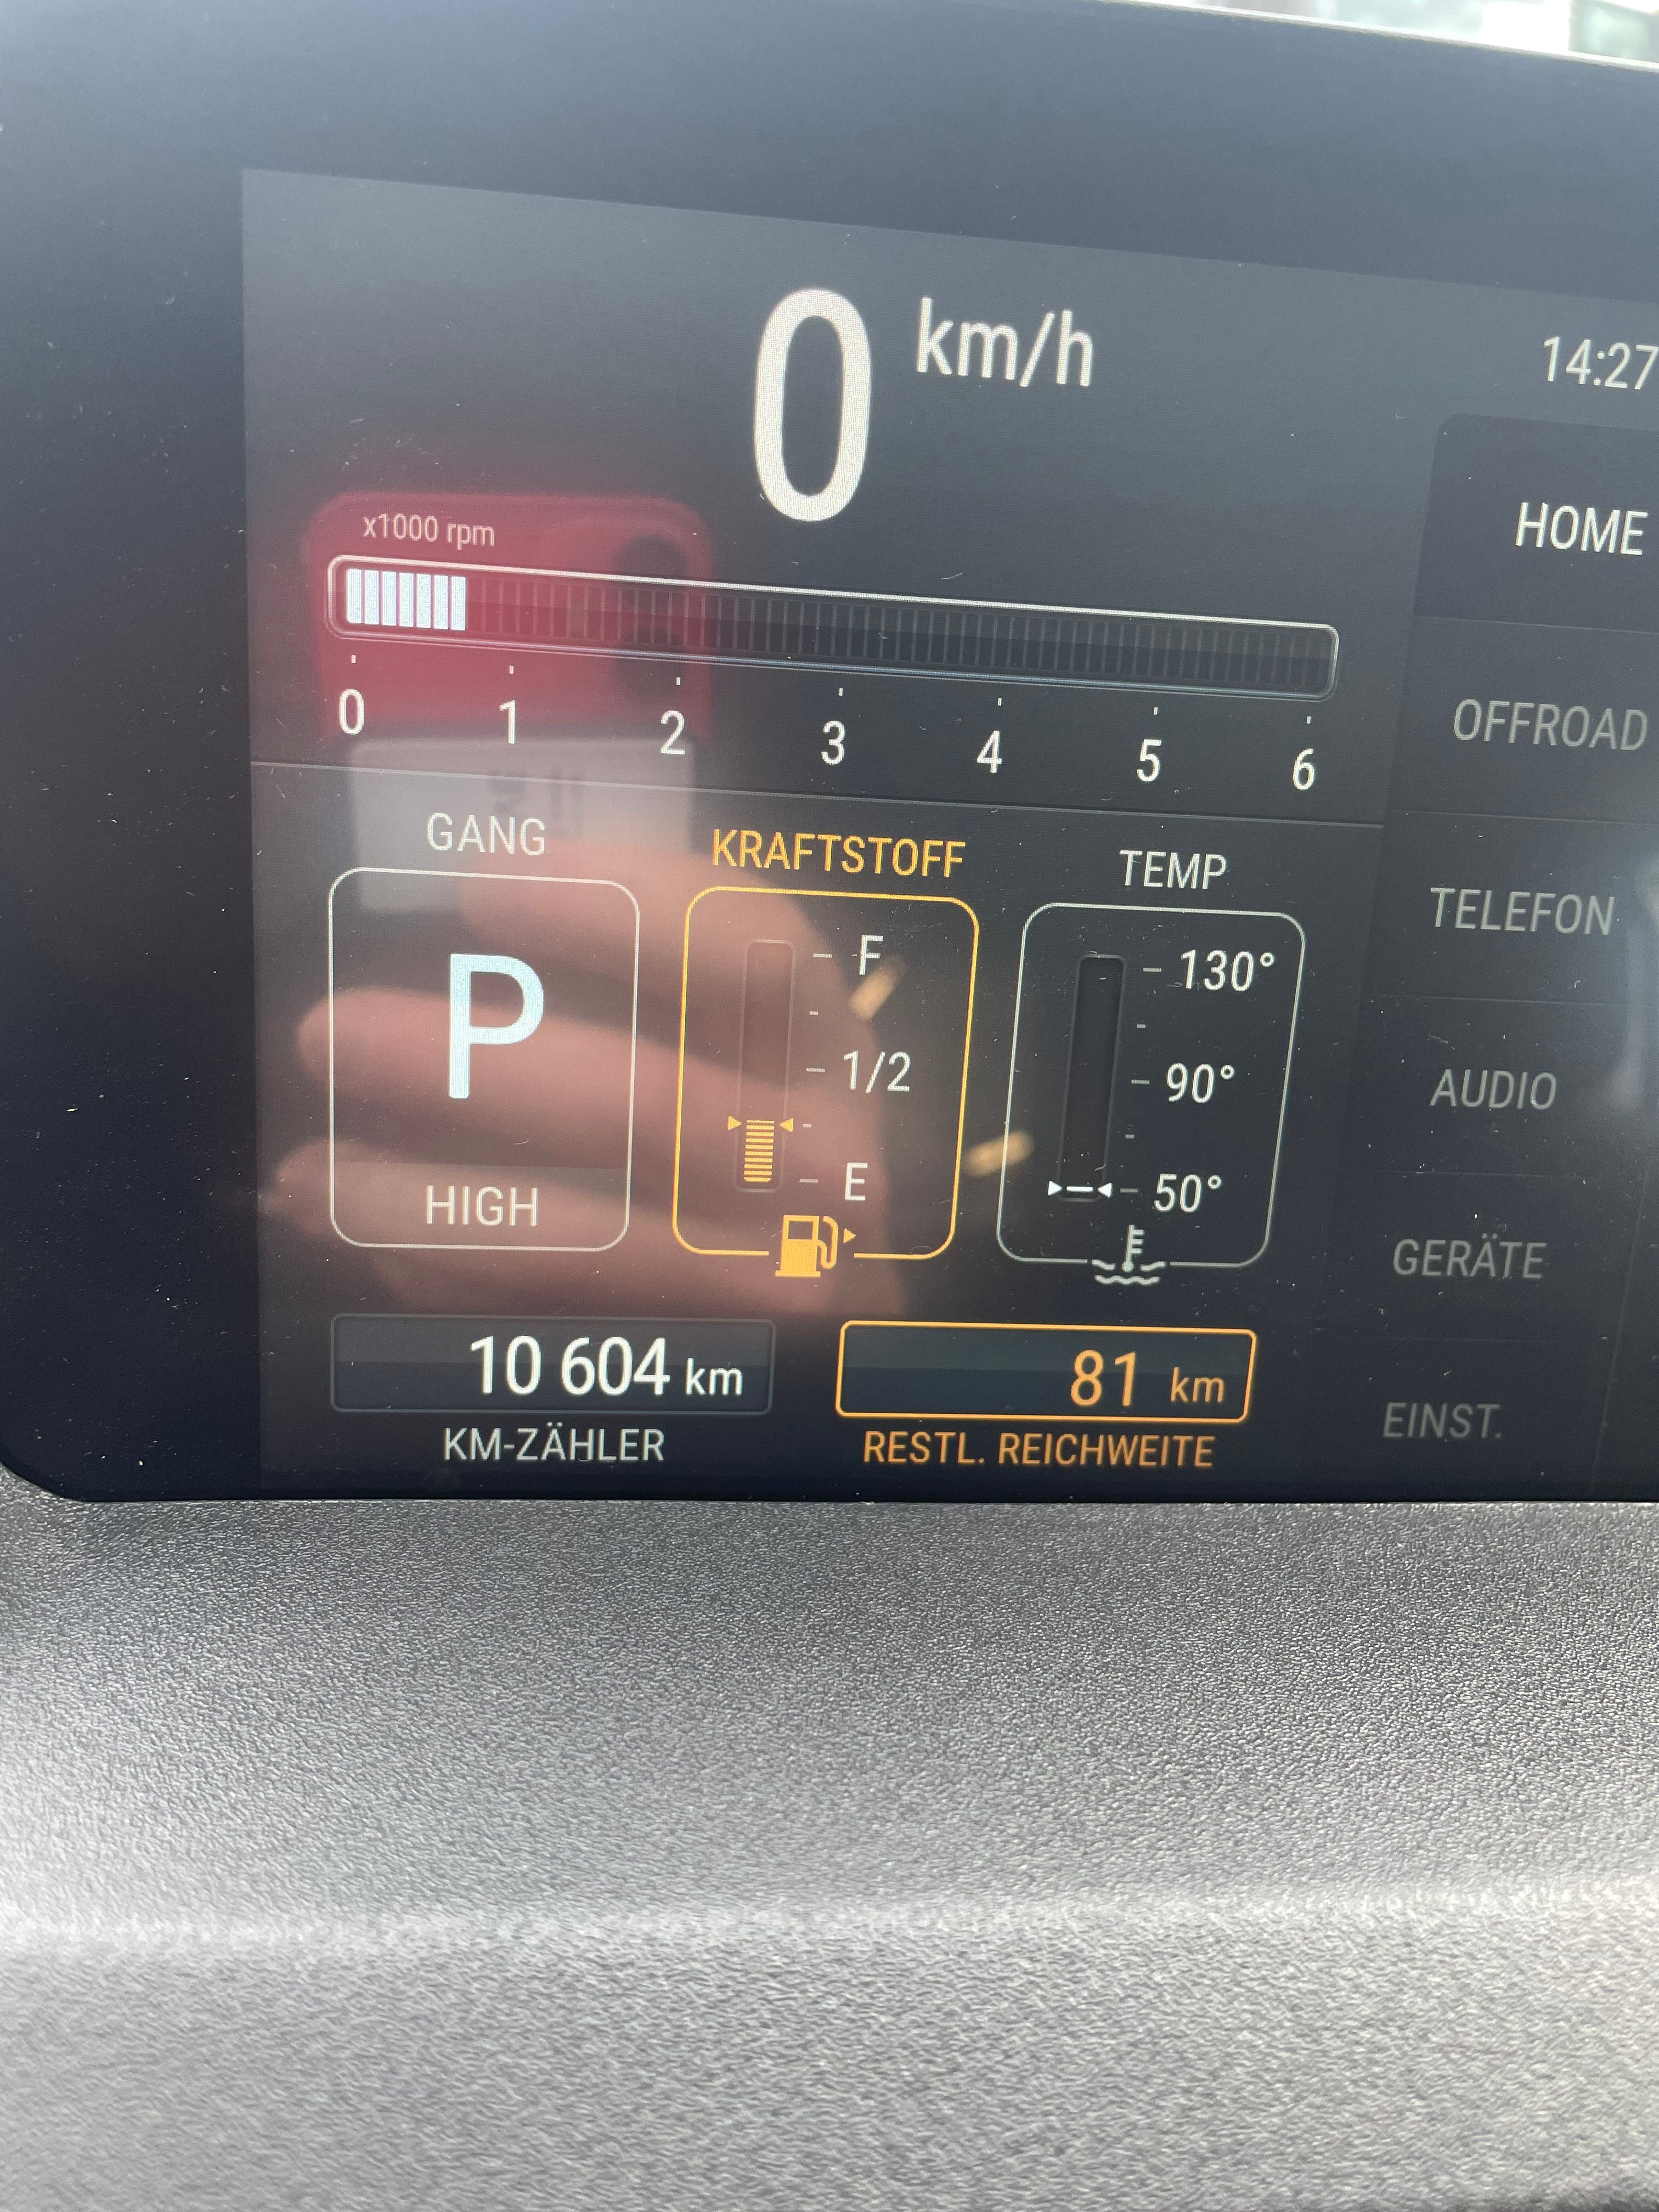 0 km/h
14:27
x1000 rpm
0 1 2 3 4 5 6
HOME
OFFROAD
TELEFON
AUDIO
GERÄTE
EINST.
GANG
P
HIGH
KRAFTSTOFF
F
1/2
E
TEMP
130°
90°
50°
10 604 km
KM-ZÄHLER
81 km
RESTL. REICHWEITE